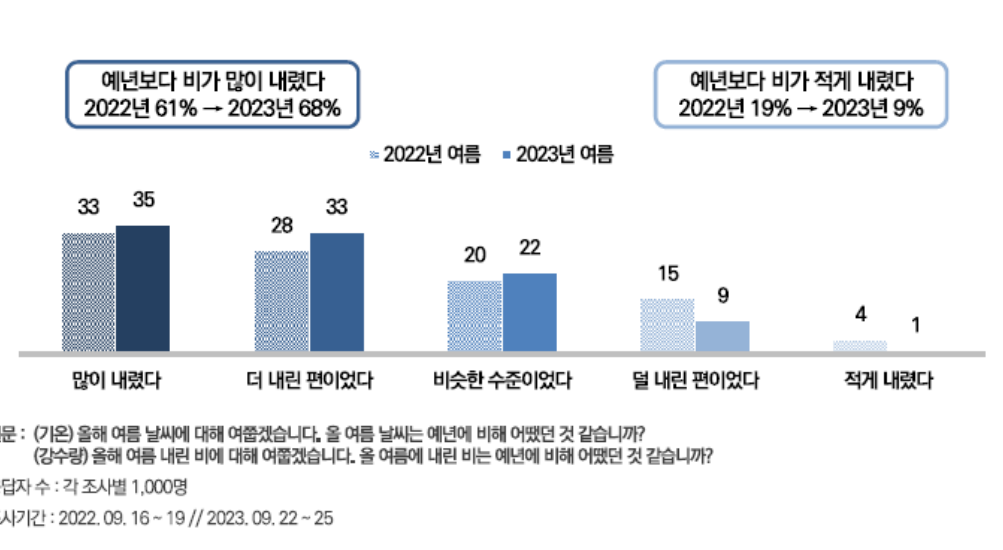 예년보다 비가 많이 내렸다
2022년 61% → 2023년 68%
예년보다 비가 적게 내렸다
2022년 19% → 2023년 9%
2022년 여름 2023년 여름
33 35 28 33 20 22 15 9 4 1
많이 내렸다 더 내린 편이었다 비슷한 수준이었다 덜 내린 편이었다 적게 내렸다
문 : (기온) 올해 여름 날씨에 대해 여쭙겠습니다. 올 여름 날씨는 예년에 비해 어땠던 것 같습니까?
(강수량) 올해 여름 내린 비에 대해 여쭙겠습니다. 올 여름에 내린 비는 예년에 비해 어땠던 것 같습니까?
답자 수 : 각 조사별 1,000명
사기간 : 2022. 09. 16 ~ 19 // 2023. 09. 22 ~ 25